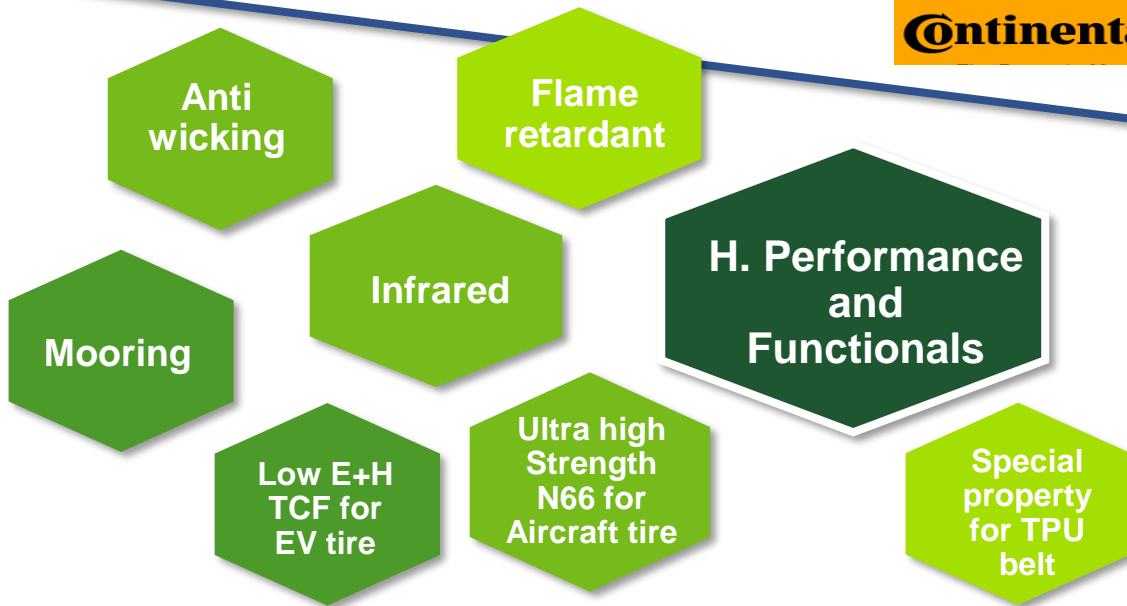 Continenta
Anti
wicking
Flame
retardant
Infrared
H. Performance
and
Functionals
Mooring
Low E+H
TCF for
EV tire
Ultra high
Strength
N66 for
Aircraft tire
Special
property
for TPU
belt